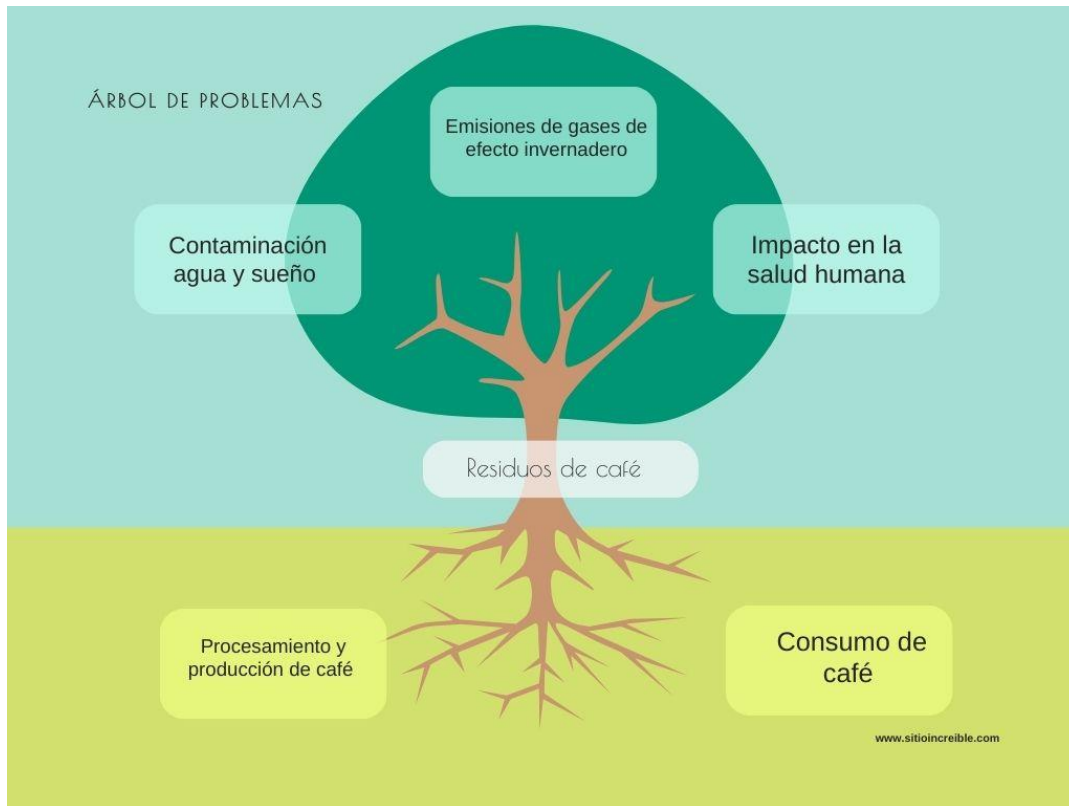 ÁRBOL DE PROBLEMAS
Emisiones de gases de
efecto invernadero
Contaminación
agua y sueño
Impacto en la
salud humana
Residuos de café
Procesamiento y
producción de café
Consumo de
café
www.sitioincreible.com